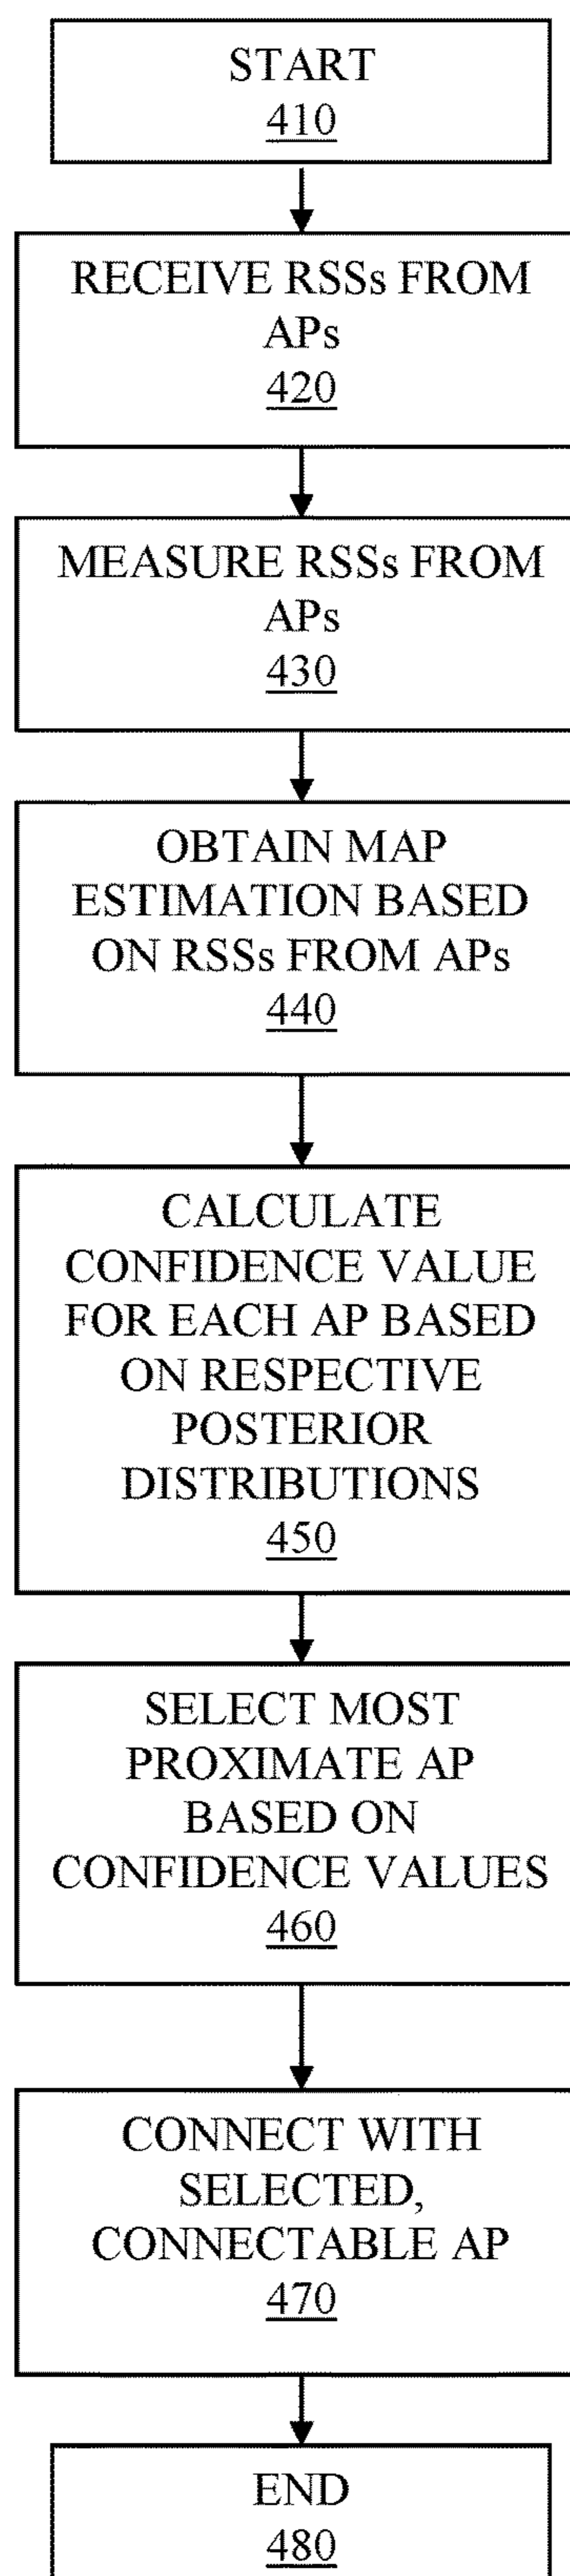 START
410
RECEIVE RSSs FROM
APs
420
MEASURE RSSs FROM
APs
430
OBTAIN MAP
ESTIMATION BASED
ON RSSs FROM APs
440
CALCULATE
CONFIDENCE VALUE
FOR EACH AP BASED
ON RESPECTIVE
POSTERIOR
DISTRIBUTIONS
450
SELECT MOST
PROXIMATE AP
BASED ON
CONFIDENCE VALUES
460
CONNECT WITH
SELECTED,
CONNECTABLE AP
470
END
480